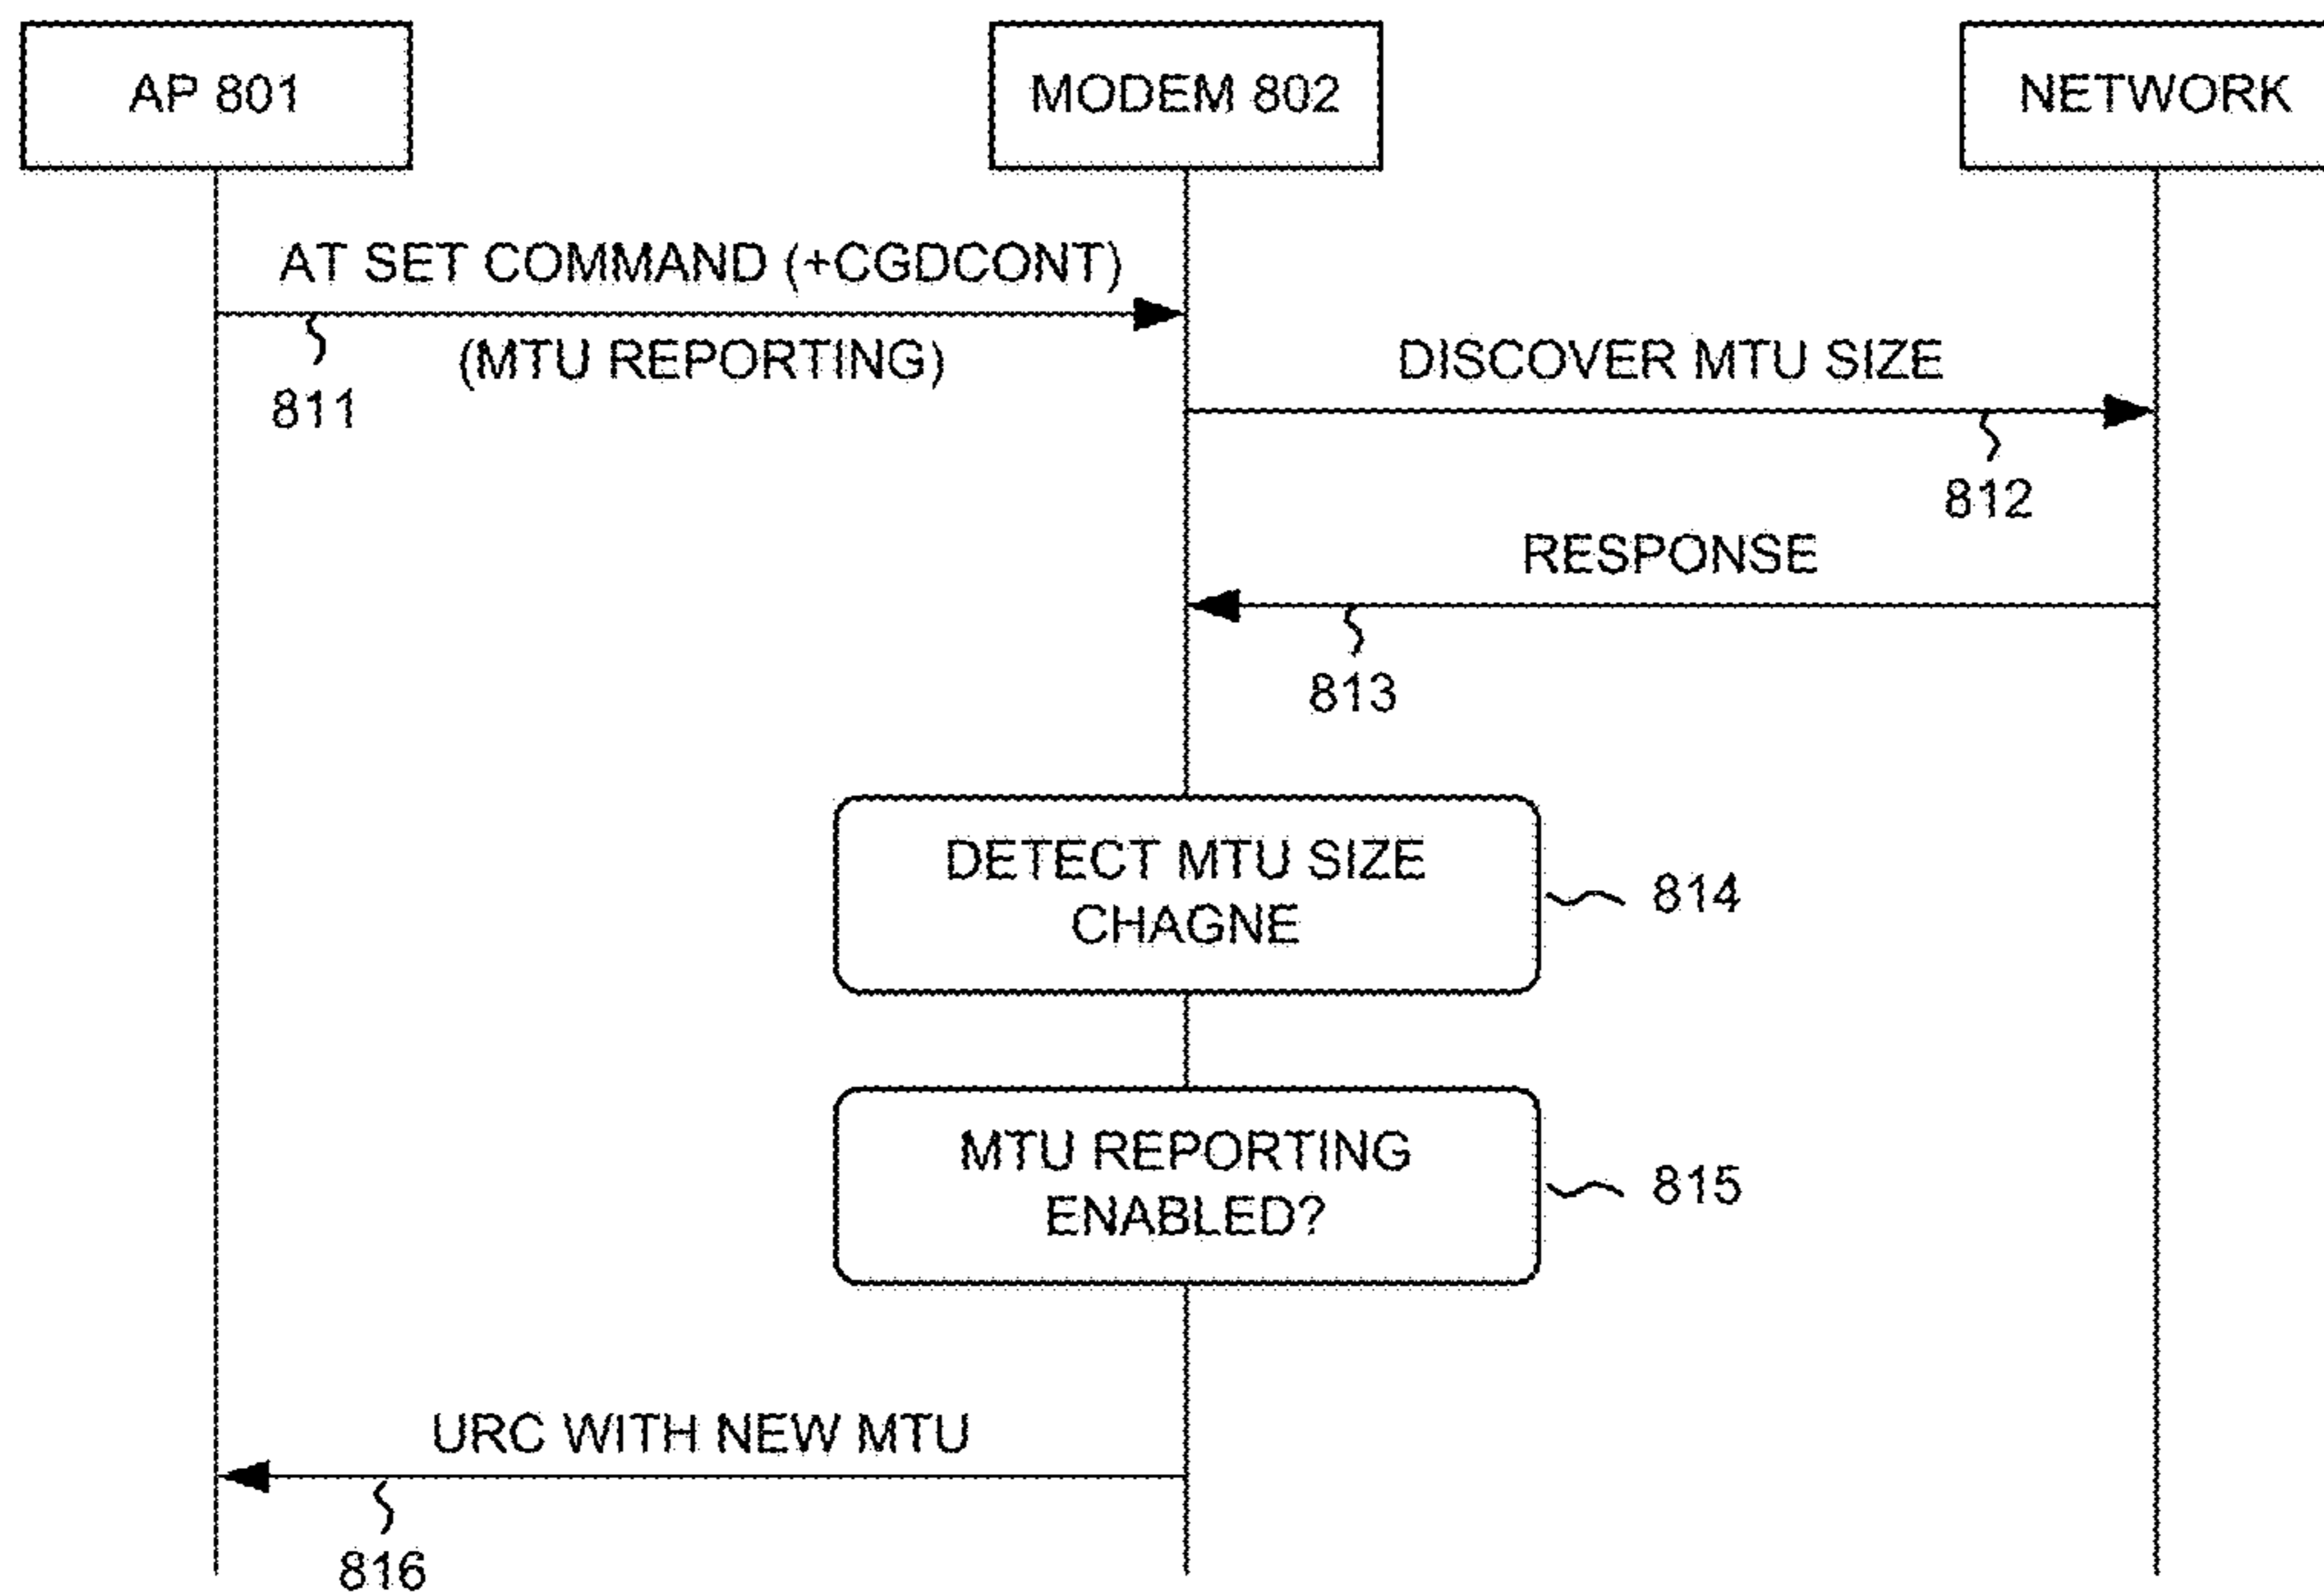 AP 801
MODEM 802
NETWORK
AT SET COMMAND (+CGDCONT)
(MTU REPORTING)
811
DISCOVER MTU SIZE
812
RESPONSE
813
DETECT MTU SIZE
CHAGNE
814
MTU REPORTING
ENABLED?
815
URC WITH NEW MTU
816